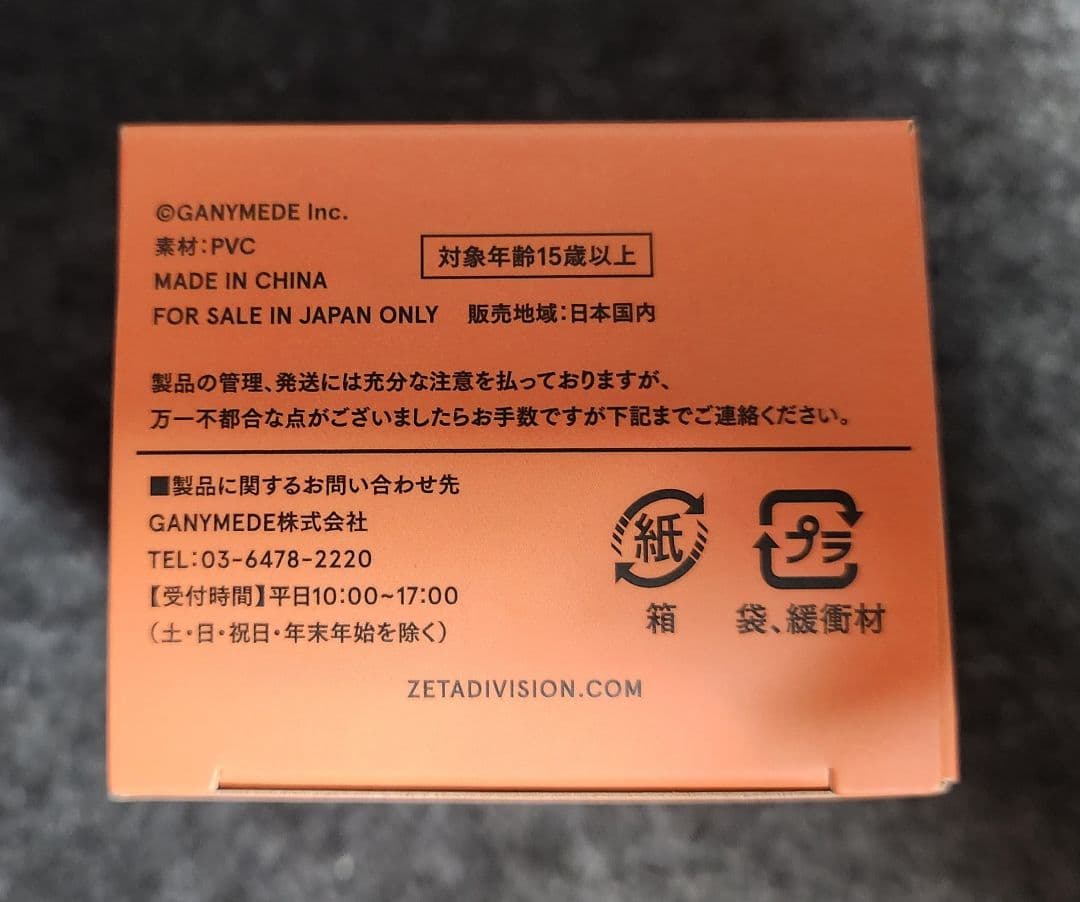 ©GANYMEDE Inc.
素材：PVC
MADE IN CHINA
対象年齢15歳以上
FOR SALE IN JAPAN ONLY 販売地域：日本国内
製品の管理、発送には充分な注意を払っておりますが、
万一不都合な点がございましたらお手数ですが下記までご連絡ください。
■製品に関するお問い合わせ先
GANYMEDE株式会社
TEL：03-6478-2220
【受付時間】平日10：00~17：00
（土・日・祝日・年末年始を除く）
紙 プラ
箱 袋、緩衝材
ZETADIVISION.COM